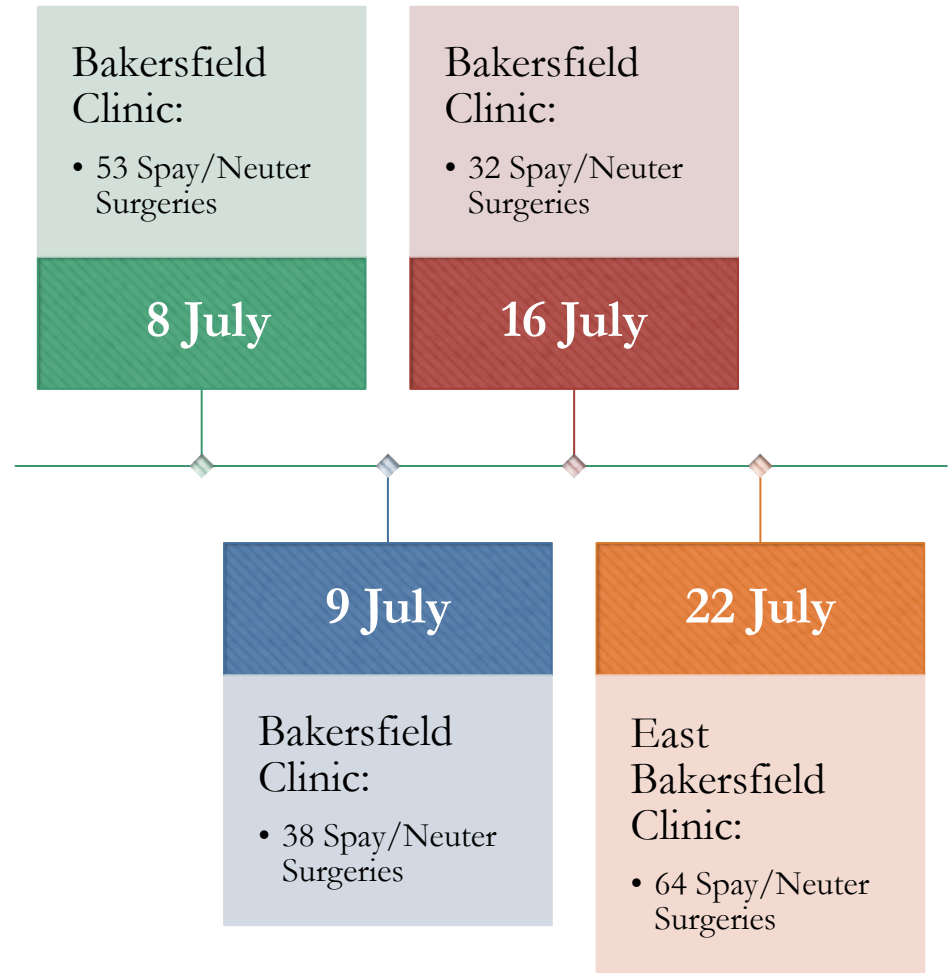 Bakersfield
Clinic:
• 53 Spay/Neuter
Surgeries
8 July
Bakersfield
Clinic:
• 32 Spay/Neuter
Surgeries
16 July
9 July
Bakersfield
Clinic:
• 38 Spay/Neuter
Surgeries
22 July
East
Bakersfield
Clinic:
• 64 Spay/Neuter
Surgeries